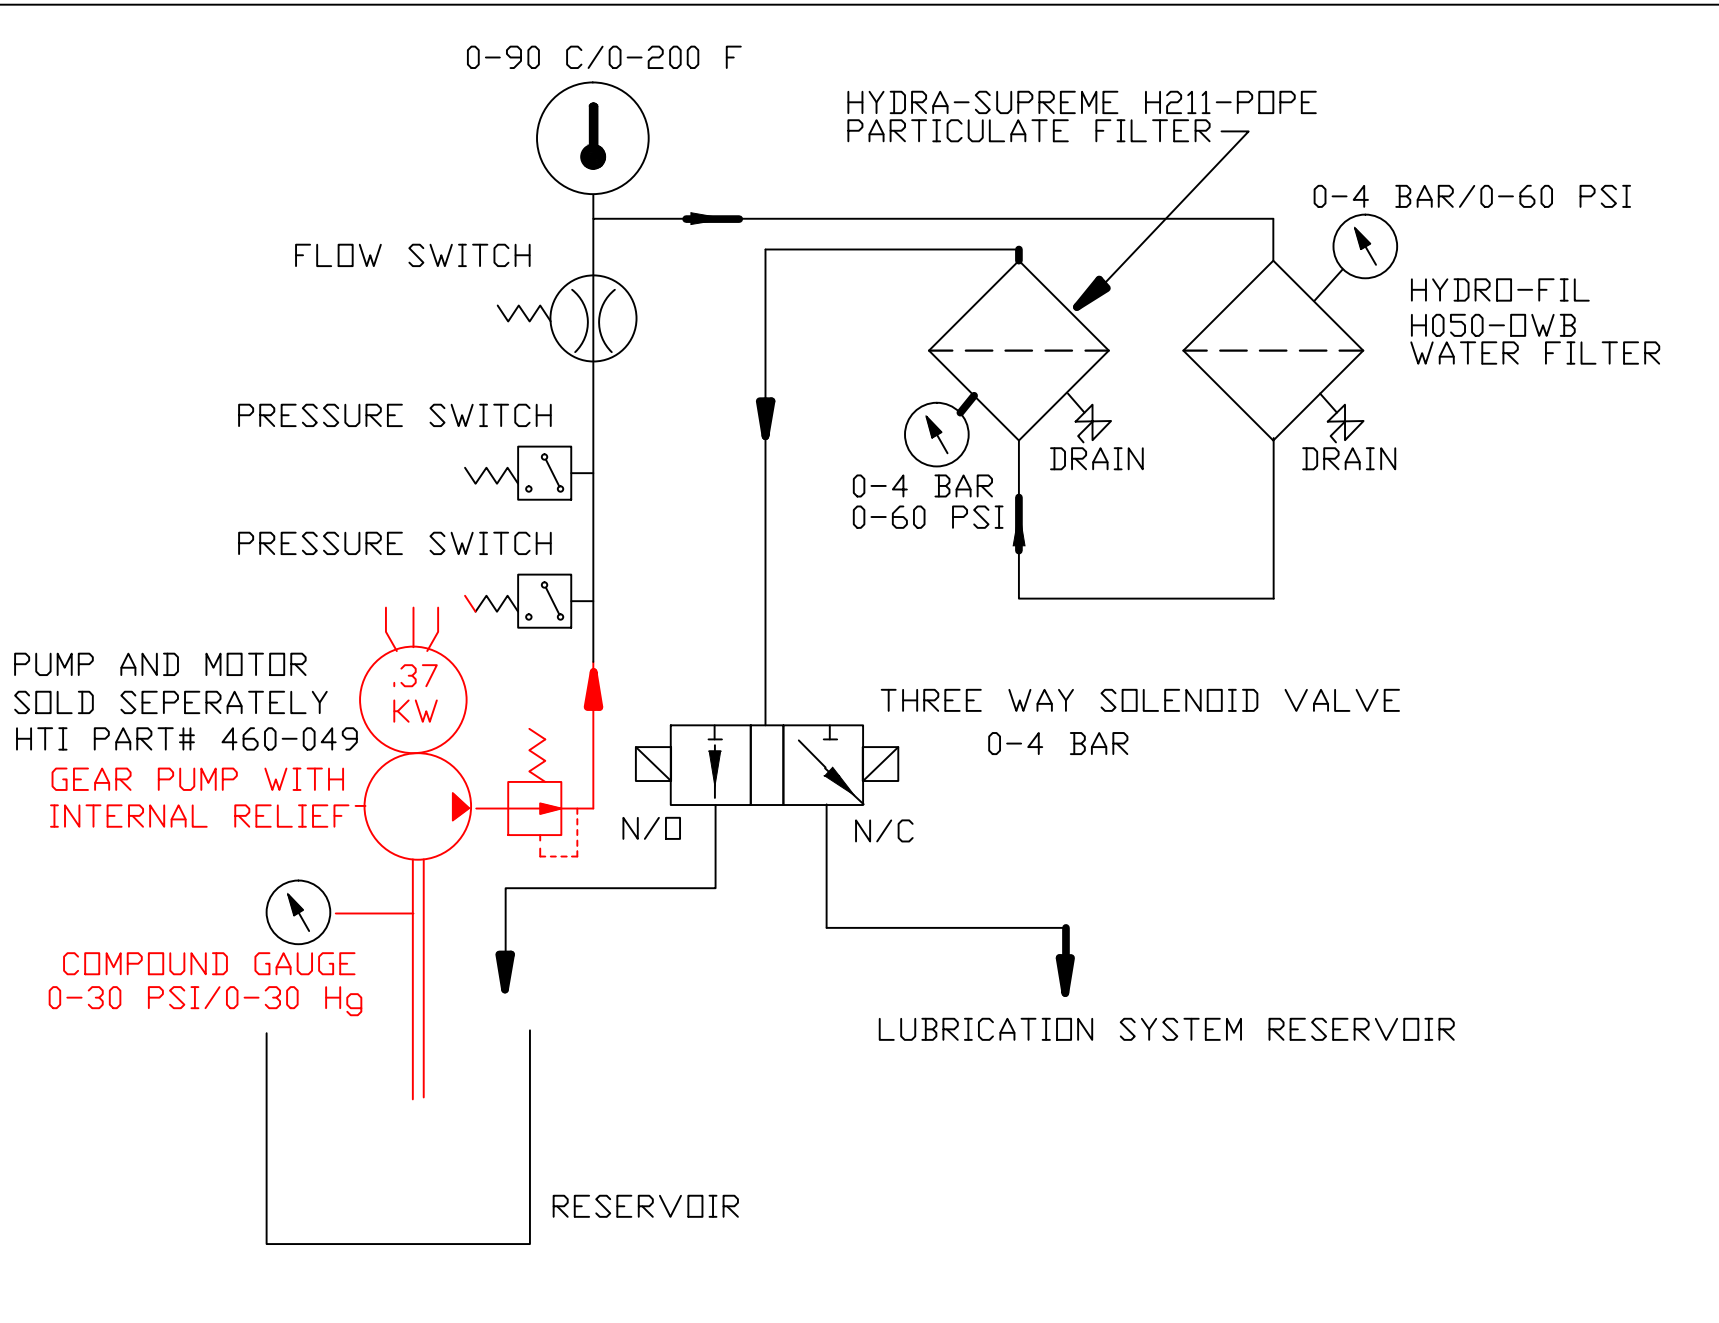 0-90 C/0-200 F
HYDRA-SUPREME H211-POPE
PARTICULATE FILTER
0-4 BAR/0-60 PSI
FLOW SWITCH
HYDRO-FIL
H050-OWB
WATER FILTER
PRESSURE SWITCH
DRAIN
DRAIN
0-4 BAR
0-60 PSI
PRESSURE SWITCH
PUMP AND MOTOR
SOLD SEPERATELY
HTI PART# 460-049
.37
KW
THREE WAY SOLENOID VALVE
0-4 BAR
GEAR PUMP WITH
INTERNAL RELIEF
N/O
N/C
COMPOUND GAUGE
0-30 PSI/0-30 Hg
LUBRICATION SYSTEM RESERVOIR
RESERVOIR